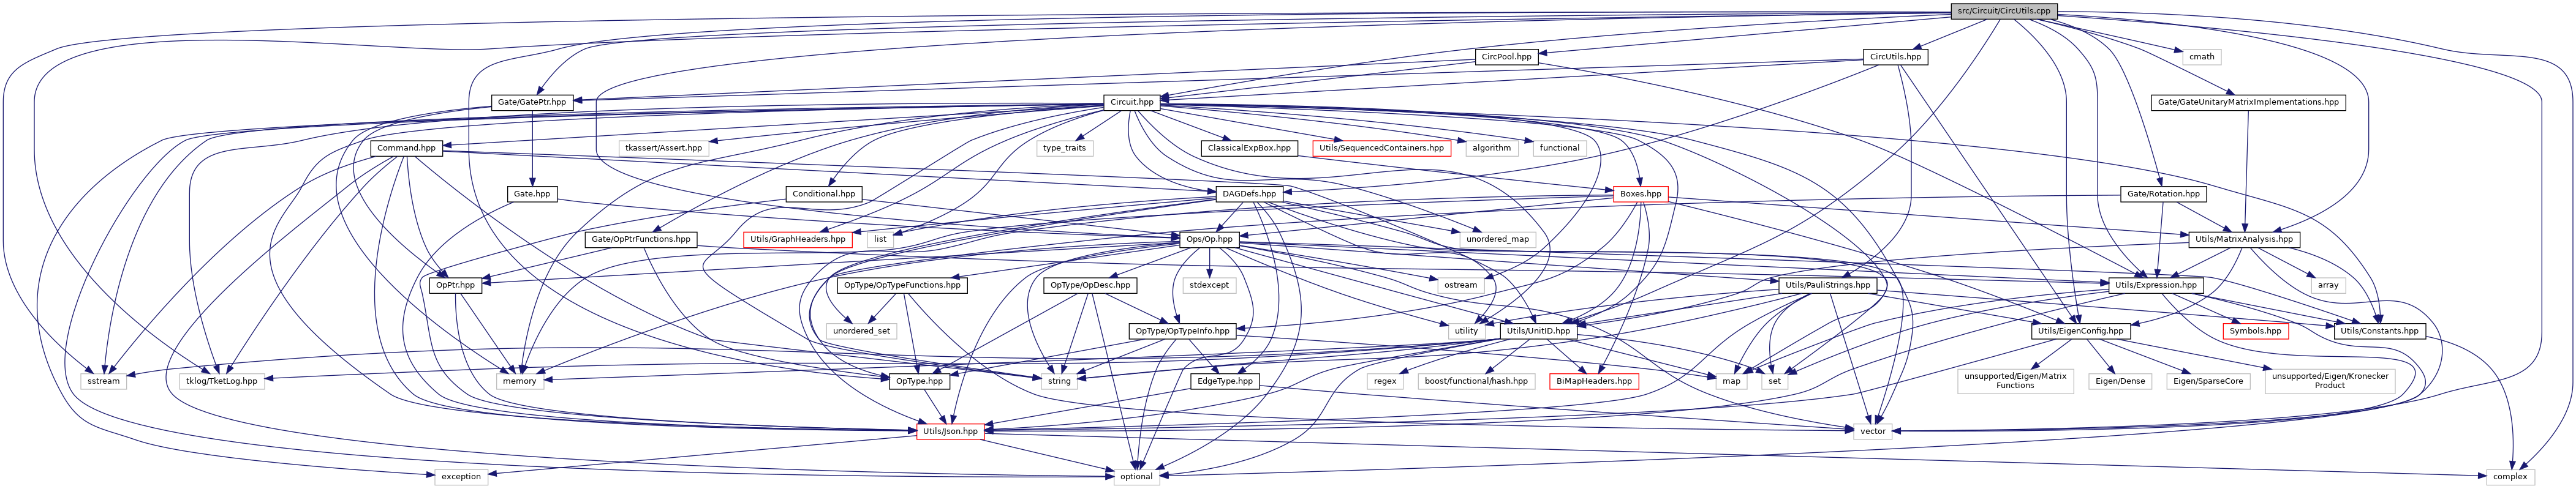 src/Circuit/CircUtils.cpp
CircPool.hpp
CircUtils.hpp
cmath
Gate/GatePtr.hpp
Circuit.hpp
Gate/GateUnitaryMatrixImplementations.hpp
Command.hpp
tkassert/Assert.hpp
type_traits
ClassicalExpBox.hpp
Utils/SequencedContainers.hpp
algorithm
functional
Gate.hpp
Conditional.hpp
DAGDefs.hpp
Boxes.hpp
Gate/Rotation.hpp
Gate/OpPtrFunctions.hpp
Utils/GraphHeaders.hpp
list
Ops/Op.hpp
unordered_map
Utils/MatrixAnalysis.hpp
OpPtr.hpp
OpType/OpTypeFunctions.hpp
OpType/OpDesc.hpp
stdexcept
ostream
Utils/PauliStrings.hpp
Utils/Expression.hpp
array
unordered_set
OpType/OpTypeInfo.hpp
utility
Utils/UnitID.hpp
Utils/EigenConfig.hpp
Symbols.hpp
Utils/Constants.hpp
sstream
tklog/TketLog.hpp
memory
OpType.hpp
string
EdgeType.hpp
regex
boost/functional/hash.hpp
BiMapHeaders.hpp
map
set
unsupported/Eigen/Matrix
Functions
Eigen/Dense
Eigen/SparseCore
unsupported/Eigen/Kronecker
Product
Utils/Json.hpp
vector
exception
optional
complex